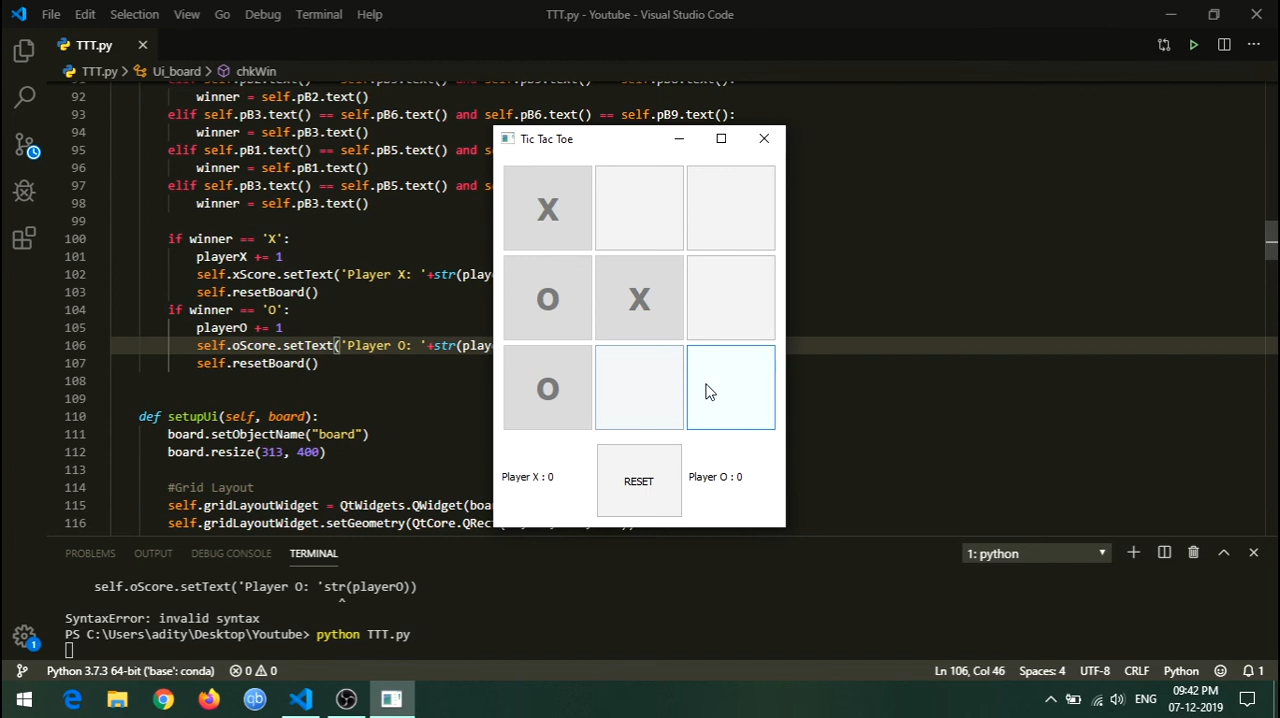 File Edit Selection View Go Debug Terminal Help
TTT.py - Youtube - Visual Studio Code
TTT.py
TTT.py > Ui_board > chkWin
92 winner = self.pB2.text()
93 elif self.pB3.text() == self.pB6.text() and self.pB6.text() == self.pB9.text():
94 winner = self.pB3.text()
95 elif self.pB1.text() == self.pB5.text() and s
96 winner = self.pB1.text()
97 elif self.pB3.text() == self.pB5.text() and s
98 winner = self.pB3.text()
99
100 if winner == 'X':
101 playerX += 1
102 self.xScore.setText('Player X: '+str(play
103 self.resetBoard()
104 if winner == 'O':
105 playerO += 1
106 self.oScore.setText('Player O: '+str(play
107 self.resetBoard()
108
109
110 def setupUi(self, board):
111 board.setObjectName("board")
112 board.resize(313, 400)
113
114 #Grid Layout
115 self.gridLayoutWidget = QtWidgets.QWidget(boa
116 self.gridLayoutWidget.setGeometry(QtCore.QRec
Tic Tac Toe
X
O X
O
Player X : 0 RESET Player O : 0
PROBLEMS OUTPUT DEBUG CONSOLE TERMINAL
1: python
self.oScore.setText('Player O: 'str(playerO))
^
SyntaxError: invalid syntax
PS C:\Users\adity\Desktop\Youtube> python TTT.py
1
Python 3.7.3 64-bit ('base': conda) 0 0
Ln 106, Col 46 Spaces: 4 UTF-8 CRLF Python 1
qb
ENG
09:42 PM
07-12-2019